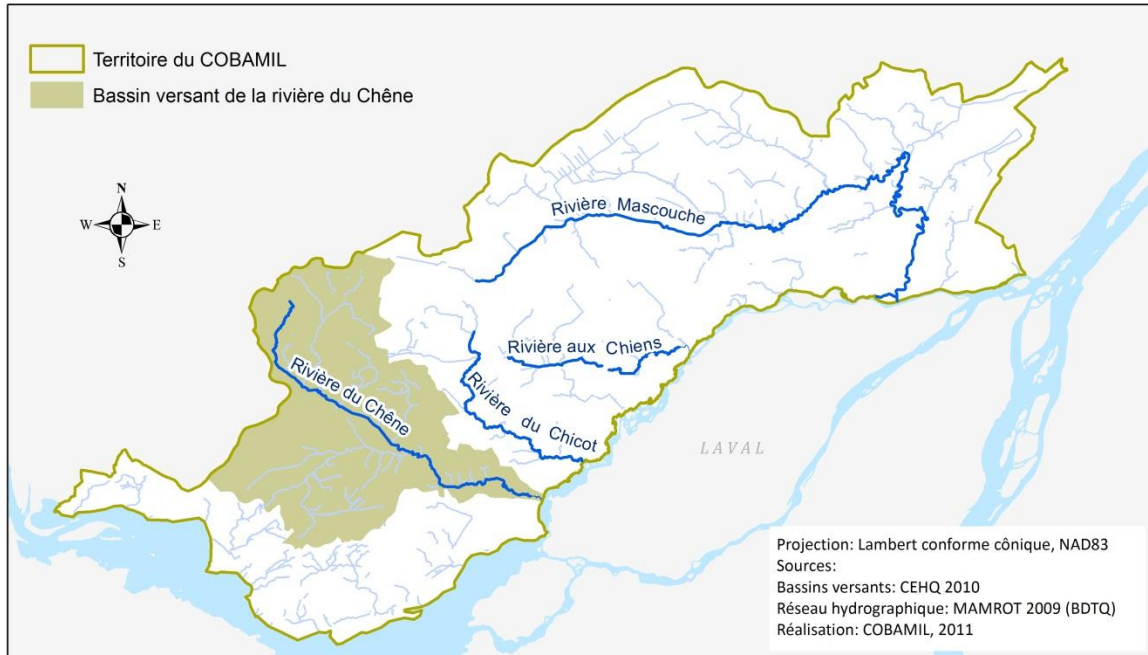 Territoire du COBAMIL
Bassin versant de la rivière du Chêne
N
W E
S
Rivière Mascouche
Rivière aux Chiens
Rivière du Chêne
Rivière du Chicot
LAVAL
Projection: Lambert conforme cônique, NAD83
Sources:
Bassins versants: CEHQ 2010
Réseau hydrographique: MAMROT 2009 (BDTQ)
Réalisation: COBAMIL, 2011